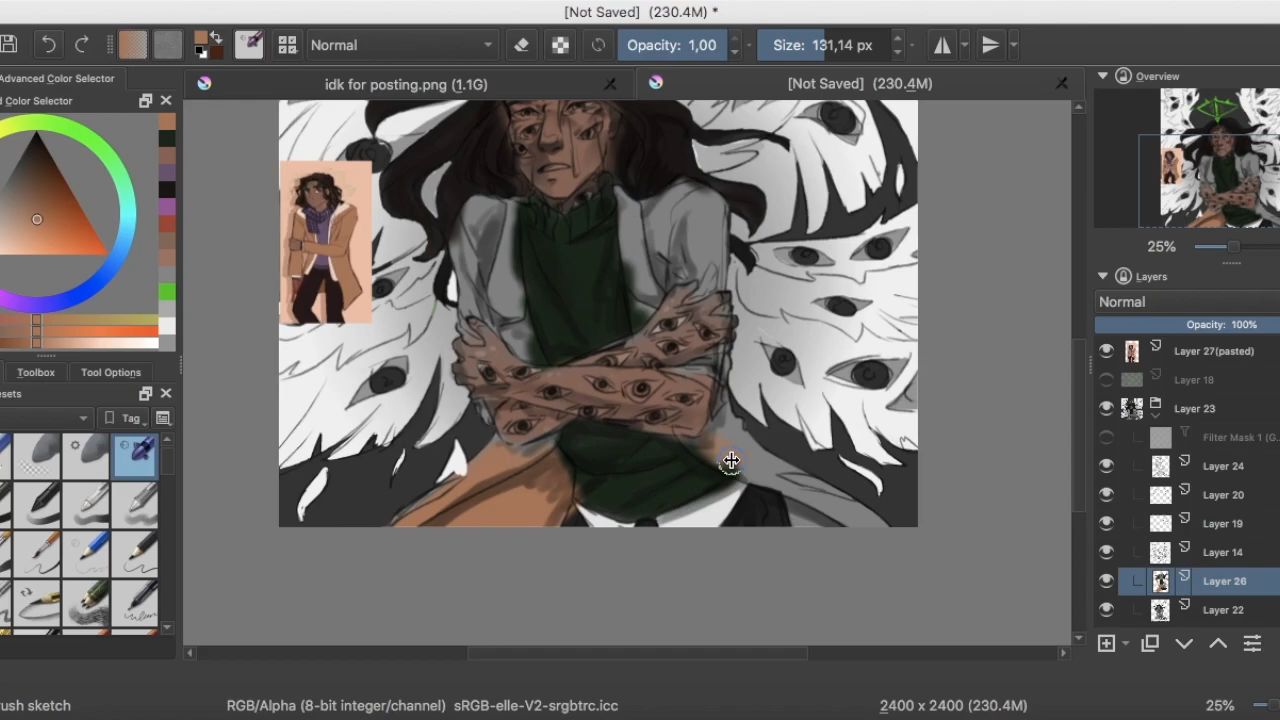 [Not Saved] (230.4M) *
Normal
Opacity: 1,00
Size: 131,14 px
Advanced Color Selector
idk for posting.png (1.1G)
[Not Saved] (230.4M)
Overview
d Color Selector
25%
Layers
Normal
Opacity: 100%
Layer 27(pasted)
Layer 18
Layer 23
Filter Mask 1 (G...
Layer 24
Layer 20
Layer 19
Layer 14
Layer 26
Layer 22
Toolbox
Tool Options
esets
Tag
rush sketch
RGB/Alpha (8-bit integer/channel) sRGB-elle-V2-srgbtrc.icc
2400 x 2400 (230.4M)
25%